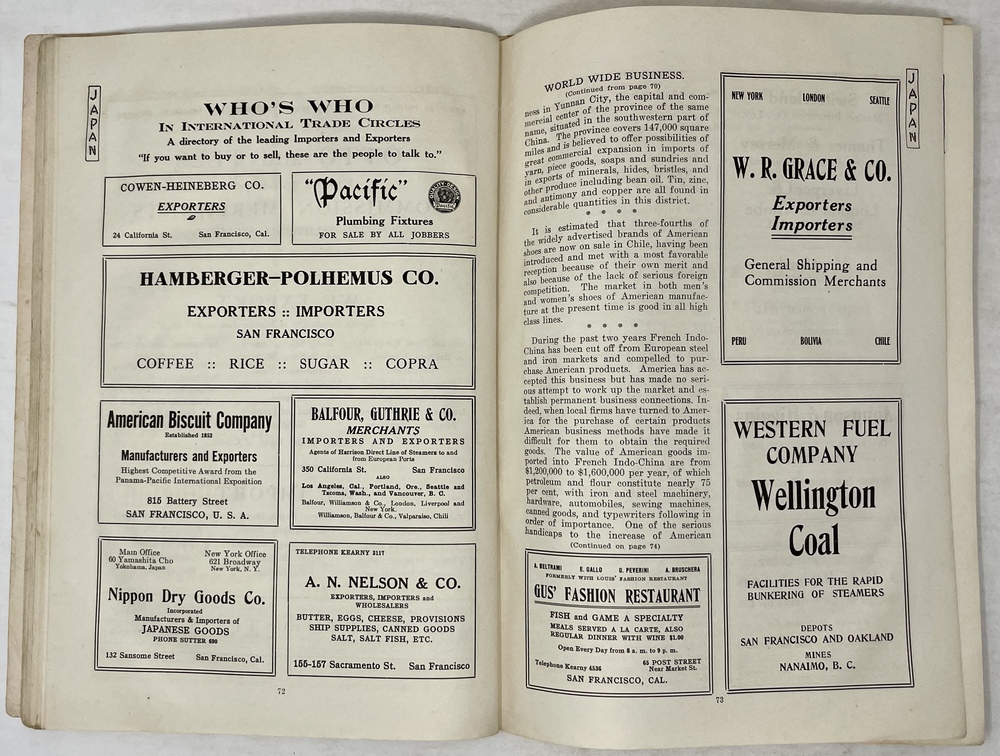 JAPAN
WHO'S WHO
IN INTERNATIONAL TRADE CIRCLES
A directory of the leading Importers and Exporters
"If you want to buy or sell, these are the people to talk to."
COWEN-HEINEBERG CO.
EXPORTERS
24 California St. San Francisco, Cal.
"Pacific"
Plumbing Fixtures
FOR SALE BY ALL JOBBERS
HAMBERGER-POLHEMUS CO.
EXPORTERS :: IMPORTERS
SAN FRANCISCO
COFFEE :: RICE :: SUGAR :: COPRA
American Biscuit Company
Established 1852
Manufacturers and Exporters
Highest Competitive Award from the
Panama-Pacific International Exposition
815 Battery Street
SAN FRANCISCO, U. S. A.
BALFOUR, GUTHRIE & CO.
MERCHANTS
IMPORTERS AND EXPORTERS
Agents of Harrison Direct Line of Steamers to and
from European Ports
350 California St. San Francisco
ALSO
Los Angeles, Cal., Portland, Ore., Seattle and
Tacoma, Wash., and Vancouver, B. C.
Balfour, Williamson & Co., London, Liverpool and
New York.
Williamson, Balfour & Co., Valparaiso, Chili
Main Office
60 Yamashita Cho
Yokohama, Japan
New York Office
621 Broadway
New York, N. Y.
Nippon Dry Goods Co.
Incorporated
Manufacturers & Importers of
JAPANESE GOODS
PHONE SUTTER 690
132 Sansome Street San Francisco, Cal.
TELEPHONE KEARNY 3117
A. N. NELSON & CO.
EXPORTERS, IMPORTERS and
WHOLESALERS
BUTTER, EGGS, CHEESE, PROVISIONS
SHIP SUPPLIES, CANNED GOODS
SALT, SALT FISH, ETC.
155-157 Sacramento St. San Francisco
72
WORLD WIDE BUSINESS.
(Continued from page 70)
ness in Yunnan City, the capital and com-
mercial center of the province of the same
name, situated in the southwestern part of
China. The province covers 147,000 square
miles and is believed to offer possibilities of
great commercial expansion in imports of
yarn, piece goods, soaps and sundries and
in exports of minerals, hides, bristles, and
other produce including bean oil. Tin, zinc,
and antimony and copper are all found in
considerable quantities in this district.
* * * *
It is estimated that three-fourths of
the widely advertised brands of American
shoes are now on sale in Chile, having been
introduced and met with a most favorable
reception because of their own merit and
also because of the lack of serious foreign
competition. The market in both men's
and women's shoes of American manufac-
ture at the present time is good in all high
class lines.
* * * *
During the past two years French Indo-
China has been cut off from European steel
and iron markets and compelled to pur-
chase American products. America has ac-
cepted this business but has made no seri-
ous attempt to work up the market and es-
tablish permanent business connections. In-
deed, when local firms have turned to Amer-
ica for the purchase of certain products
American business methods have made it
difficult for them to obtain the required
goods. The value of American goods im-
ported into French Indo-China are from
$1,200,000 to $1,600,000 per year, of which
petroleum and flour constitute nearly 75
per cent, with iron and steel machinery,
hardware, automobiles, sewing machines,
canned goods, and typewriters following in
order of importance. One of the serious
handicaps to the increase of American
(Continued on page 74)
A. BELTRAMI E. GALLO G. PEVERINI A. BRUSCHERA
FORMERLY WITH LOUIS' FASHION RESTAURANT
GUS' FASHION RESTAURANT
FISH and GAME A SPECIALTY
MEALS SERVED A LA CARTE, ALSO
REGULAR DINNER WITH WINE $1.00
Open Every Day from 8 a. m. to 9 p. m.
Telephone Kearny 4536
65 POST STREET
Near Market St.
SAN FRANCISCO, CAL.
NEW YORK LONDON SEATTLE
W. R. GRACE & CO.
Exporters
Importers
General Shipping and
Commission Merchants
PERU BOLIVIA CHILE
JAPAN
WESTERN FUEL
COMPANY
Wellington
Coal
FACILITIES FOR THE RAPID
BUNKERING OF STEAMERS
DEPOTS
SAN FRANCISCO AND OAKLAND
MINES
NANAIMO, B. C.
73